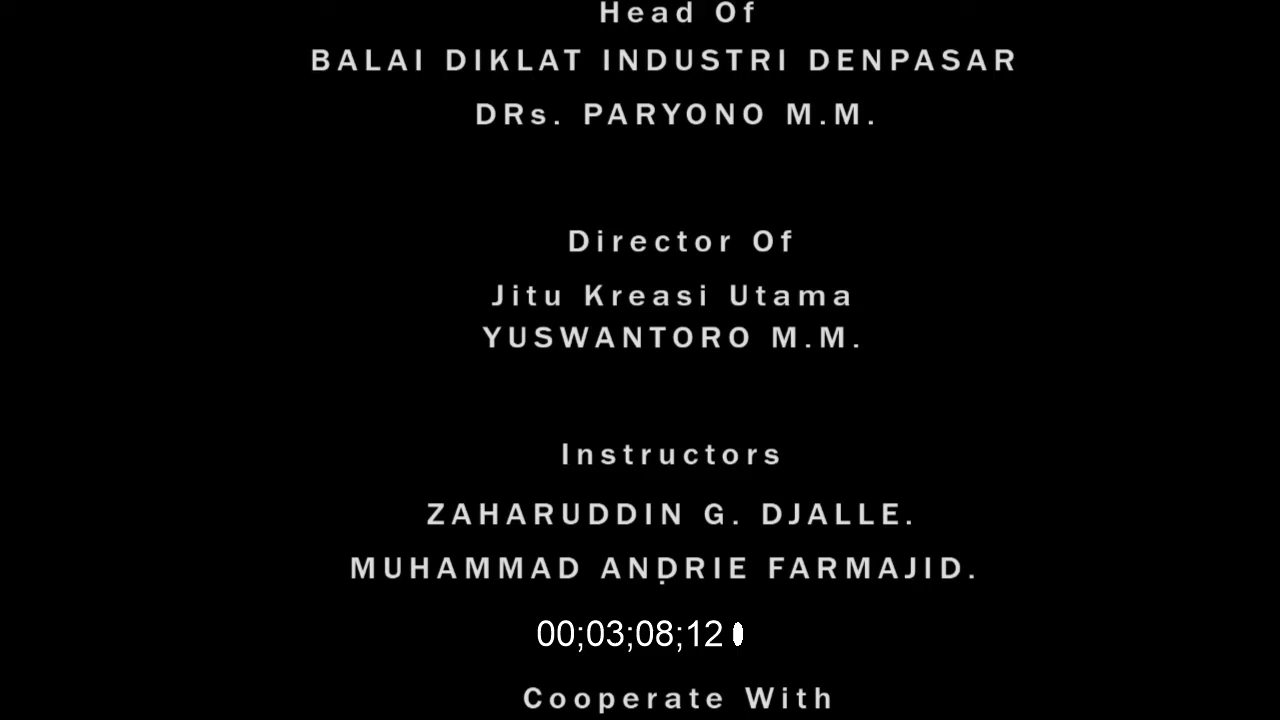 Head Of
BALAI DIKLAT INDUSTRI DENPASAR
DRs. PARYONO M.M.
Director Of
Jitu Kreasi Utama
YUSWANTORO M.M.
Instructors
ZAHARUDDIN G. DJALLE.
MUHAMMAD ANDRIE FARMAJID.
00;03;08;12
Cooperate With